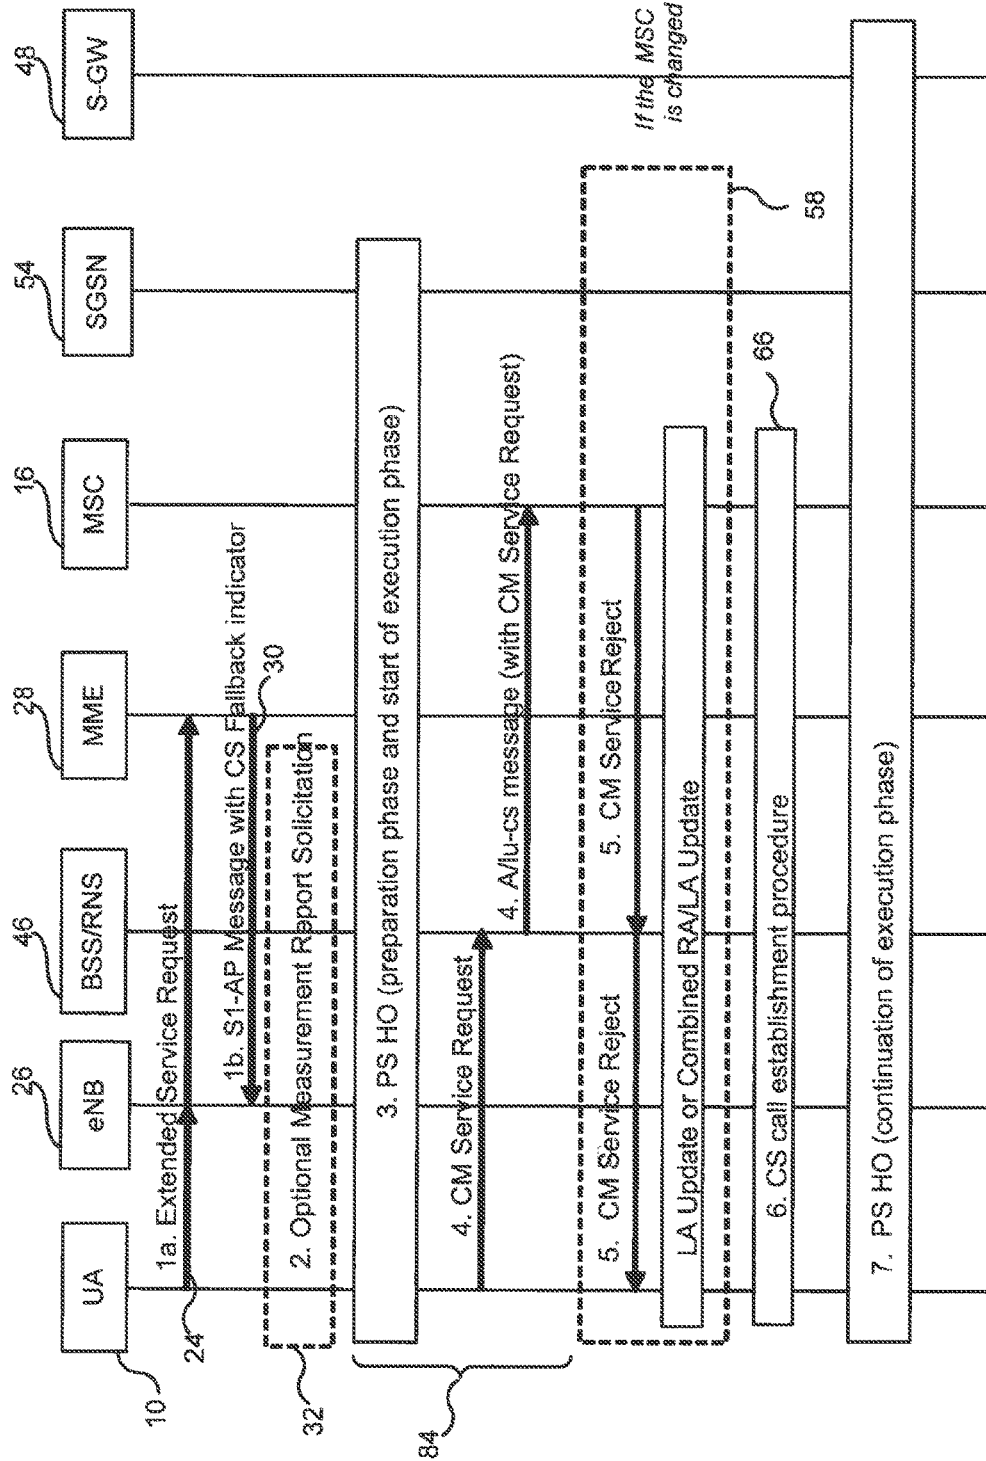 10
UA
26
eNB
46
BSS/RNS
28
MME
16
MSC
54
SGSN
48
S-GW
24
1a. Extended Service Request
1b. S1-AP Message with CS Fallback indicator
30
32
2. Optional Measurement Report Solicitation
3. PS HO (preparation phase and start of execution phase)
84
4. CM Service Request
4. A/Iu-cs message (with CM Service Request)
5. CM Service Reject
5. CM Service Reject
If the MSC
is changed
LA Update or Combined RA/LA Update
58
6. CS call establishment procedure
66
7. PS HO (continuation of execution phase)